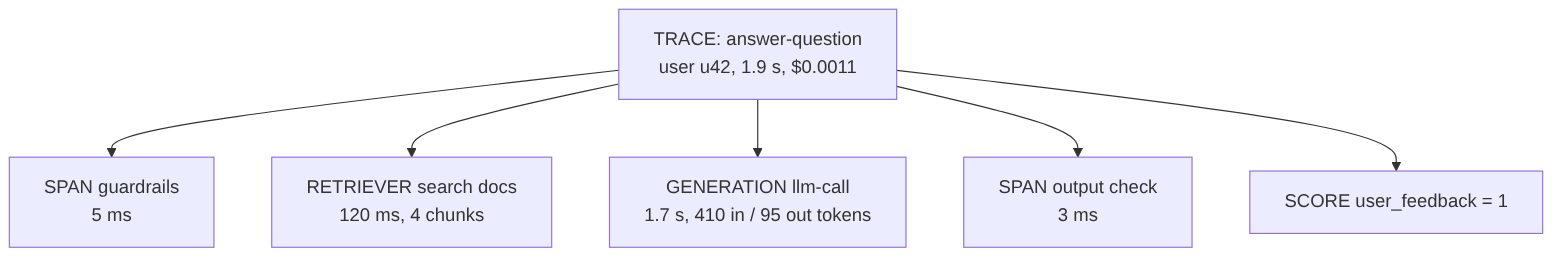 TRACE: answer-question
user u42, 1.9 s, $0.0011
SPAN guardrails
5 ms
RETRIEVER search docs
120 ms, 4 chunks
GENERATION llm-call
1.7 s, 410 in / 95 out tokens
SPAN output check
3 ms
SCORE user_feedback = 1